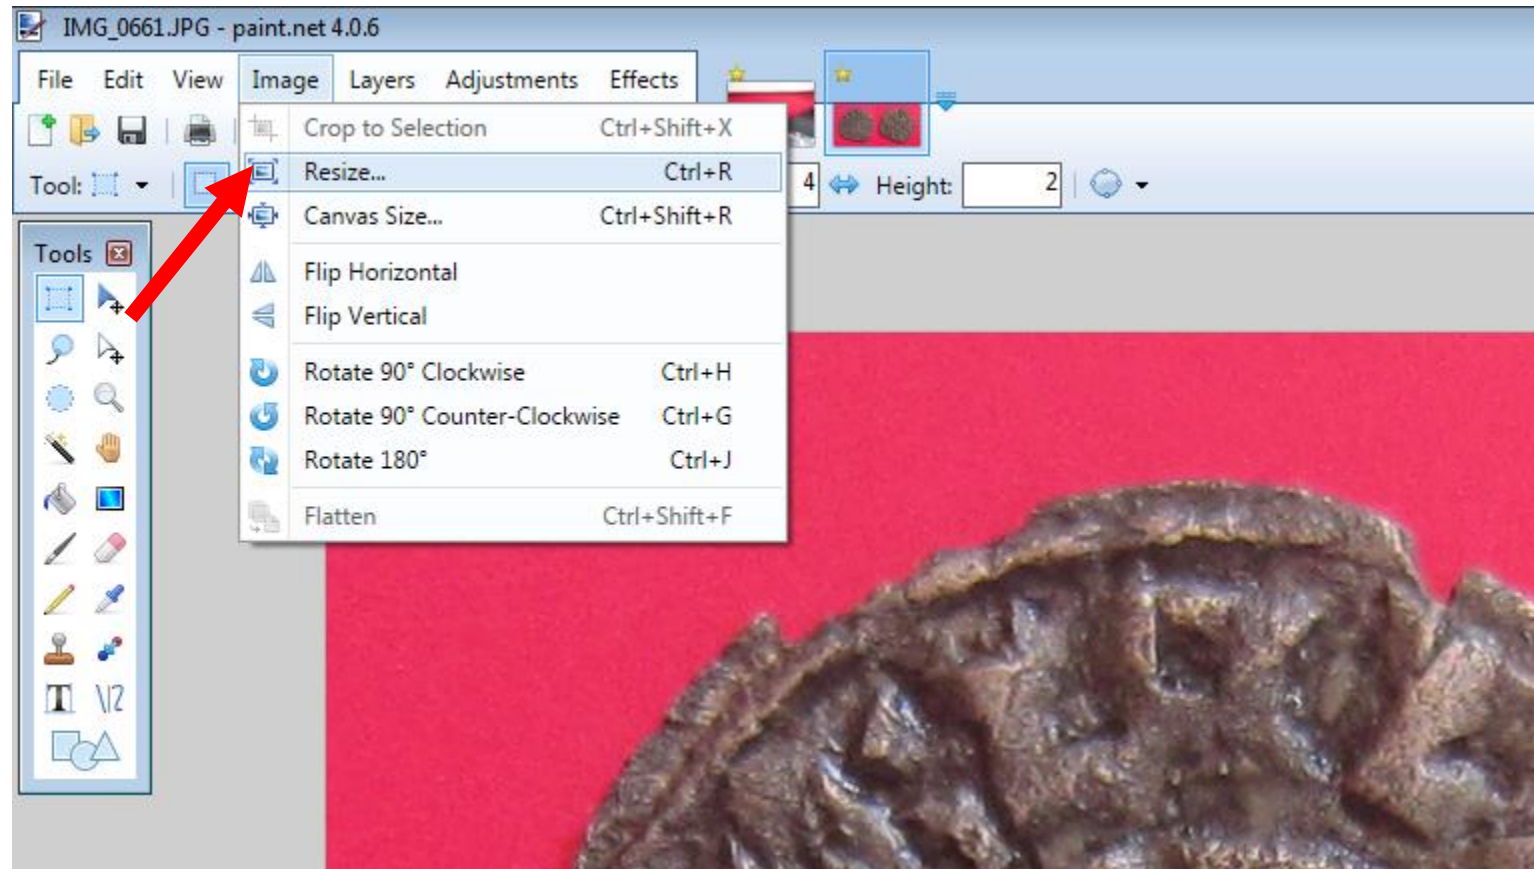 IMG_0661.JPG - paint.net 4.0.6
File Edit View Image Layers Adjustments Effects
Crop to Selection Ctrl+Shift+X
Tool: Resize... Ctrl+R 4 Height: 2
Canvas Size... Ctrl+Shift+R
Tools
Flip Horizontal
Flip Vertical
Rotate 90° Clockwise Ctrl+H
Rotate 90° Counter-Clockwise Ctrl+G
Rotate 180° Ctrl+J
Flatten Ctrl+Shift+F